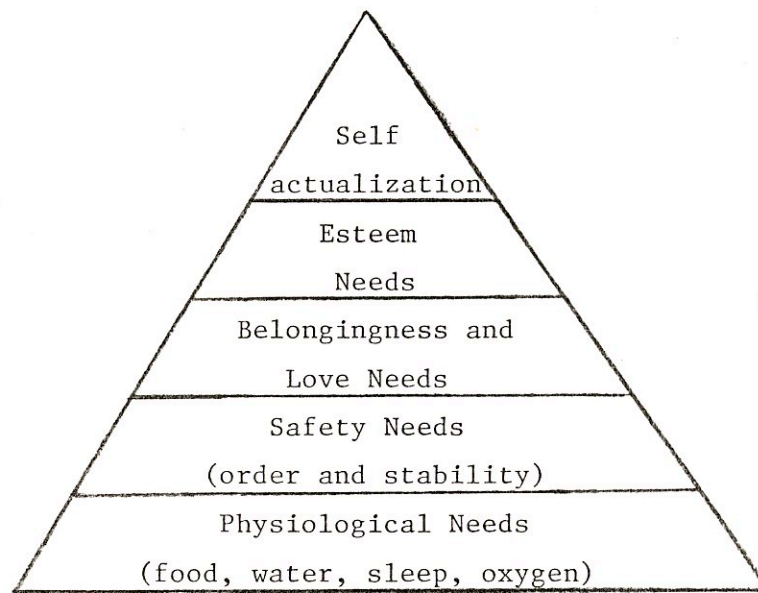 Self
actualization
Esteem
Needs
Belongingness and
Love Needs
Safety Needs
(order and stability)
Physiological Needs
(food, water, sleep, oxygen)